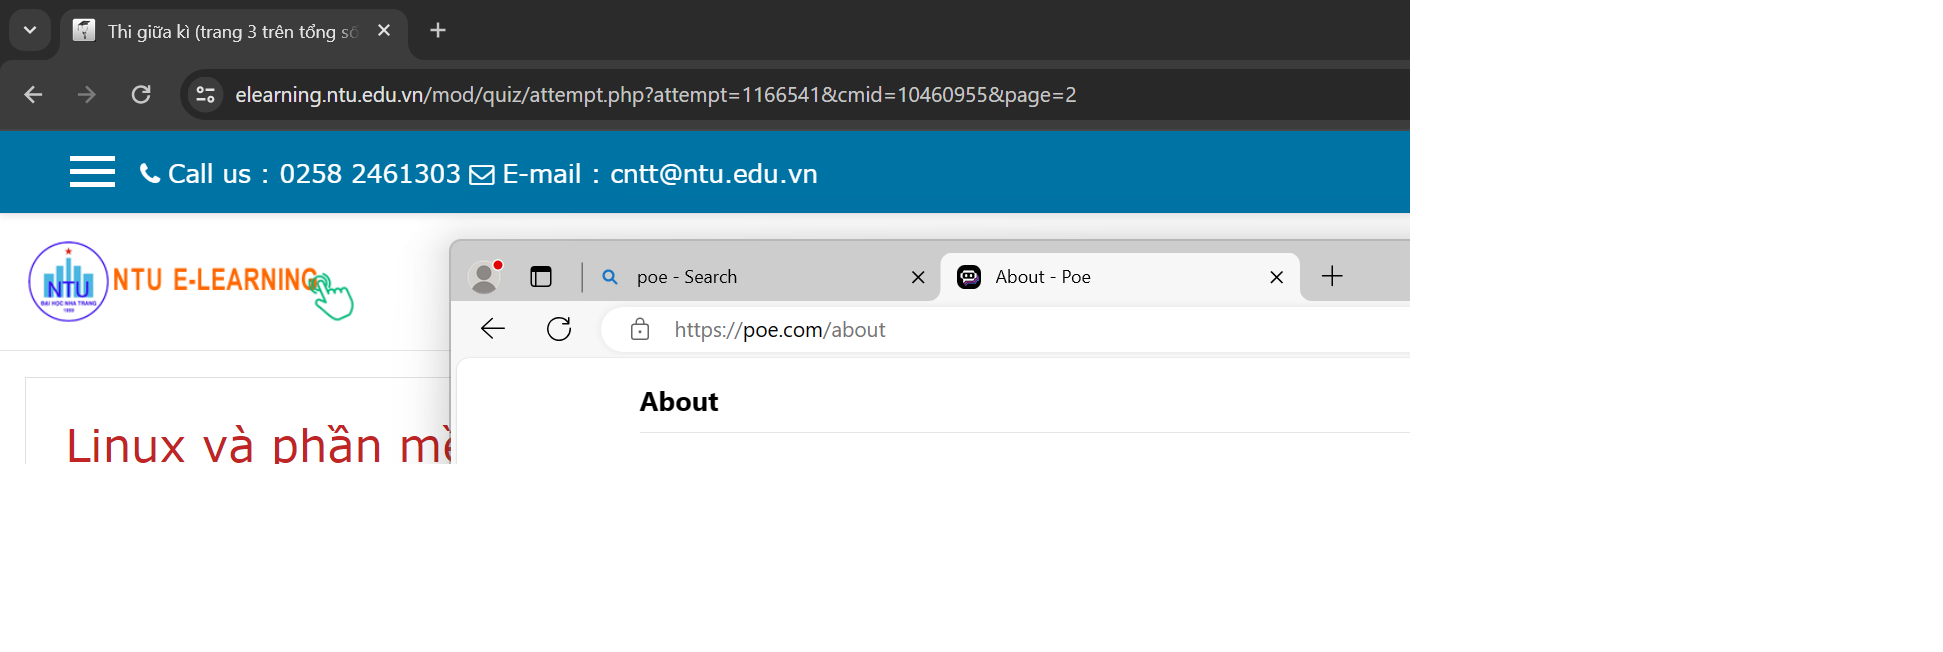 Thi giữa kì (trang 3 trên tổng số
elearning.ntu.edu.vn/mod/quiz/attempt.php?attempt=1166541&cmid=10460955&page=2
Call us : 0258 2461303 E-mail : cntt@ntu.edu.vn
NTU
ĐẠI HỌC NHA TRANG
1959
NTU E-LEARNING
poe - Search
About - Poe
https://poe.com/about
About
Linux và phần